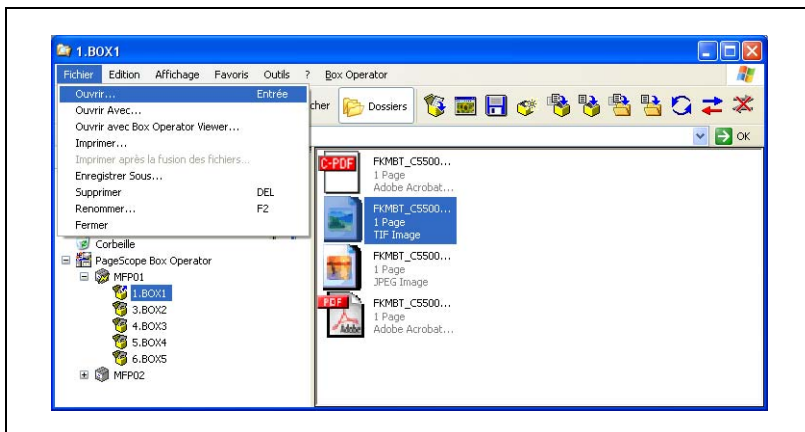 1.BOX1
Fichier Edition Affichage Favoris Outils ? Box Operator
Ouvrir... Entrée
Ouvrir Avec...
Ouvrir avec Box Operator Viewer...
Imprimer...
Imprimer après la fusion des fichiers...
Enregistrer Sous...
Supprimer DEL
Renommer... F2
Fermer
cher Dossiers
OK
Corbeille
PageScope Box Operator
MFP01
1.BOX1
3.BOX2
4.BOX3
5.BOX4
6.BOX5
MFP02
C-PDF
FKMBT_C5500...
1 Page
Adobe Acrobat...
FKMBT_C5500...
1 Page
TIF Image
FKMBT_C5500...
1 Page
JPEG Image
PDF
Adobe
FKMBT_C5500...
1 Page
Adobe Acrobat...